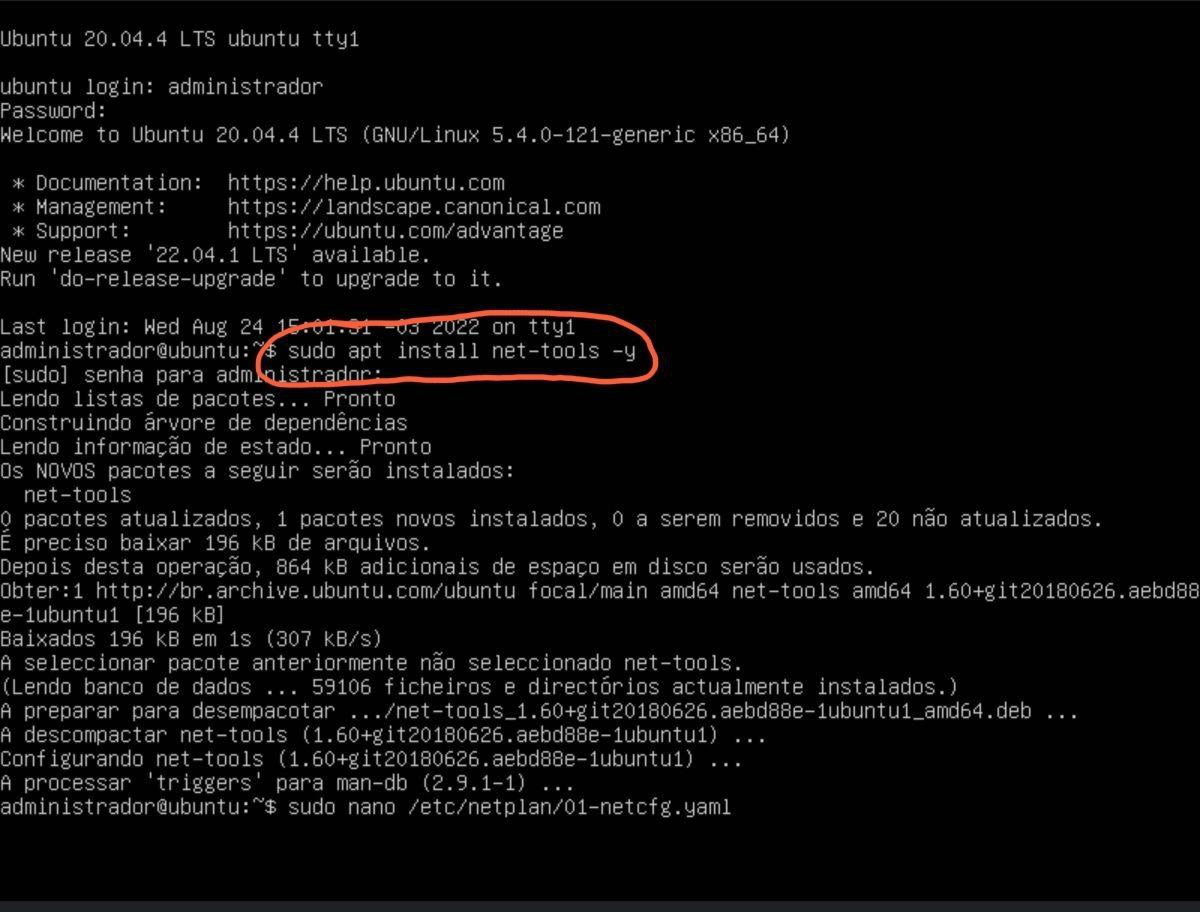 Ubuntu 20.04.4 LTS ubuntu tty1
ubuntu login: administrador
Password:
Welcome to Ubuntu 20.04.4 LTS (GNU/Linux 5.4.0-121-generic x86_64)
* Documentation:  https://help.ubuntu.com
* Management:     https://landscape.canonical.com
* Support:        https://ubuntu.com/advantage
New release '22.04.1 LTS' available.
Run 'do-release-upgrade' to upgrade to it.
Last login: Wed Aug 24 15:01:51 -03 2022 on tty1
administrador@ubuntu:~$ sudo apt install net-tools -y
[sudo] senha para administrador:
Lendo listas de pacotes... Pronto
Construindo árvore de dependências
Lendo informação de estado... Pronto
Os NOVOS pacotes a seguir serão instalados:
net-tools
0 pacotes atualizados, 1 pacotes novos instalados, 0 a serem removidos e 20 não atualizados.
É preciso baixar 196 kB de arquivos.
Depois desta operação, 864 kB adicionais de espaço em disco serão usados.
Obter:1 http://br.archive.ubuntu.com/ubuntu focal/main amd64 net-tools amd64 1.60+git20180626.aebd88
e-1ubuntu1 [196 kB]
Baixados 196 kB em 1s (307 kB/s)
A seleccionar pacote anteriormente não seleccionado net-tools.
(Lendo banco de dados ... 59106 ficheiros e directórios actualmente instalados.)
A preparar para desempacotar .../net-tools_1.60+git20180626.aebd88e-1ubuntu1_amd64.deb ...
A descompactar net-tools (1.60+git20180626.aebd88e-1ubuntu1) ...
Configurando net-tools (1.60+git20180626.aebd88e-1ubuntu1) ...
A processar 'triggers' para man-db (2.9.1-1) ...
administrador@ubuntu:~$ sudo nano /etc/netplan/01-netcfg.yaml